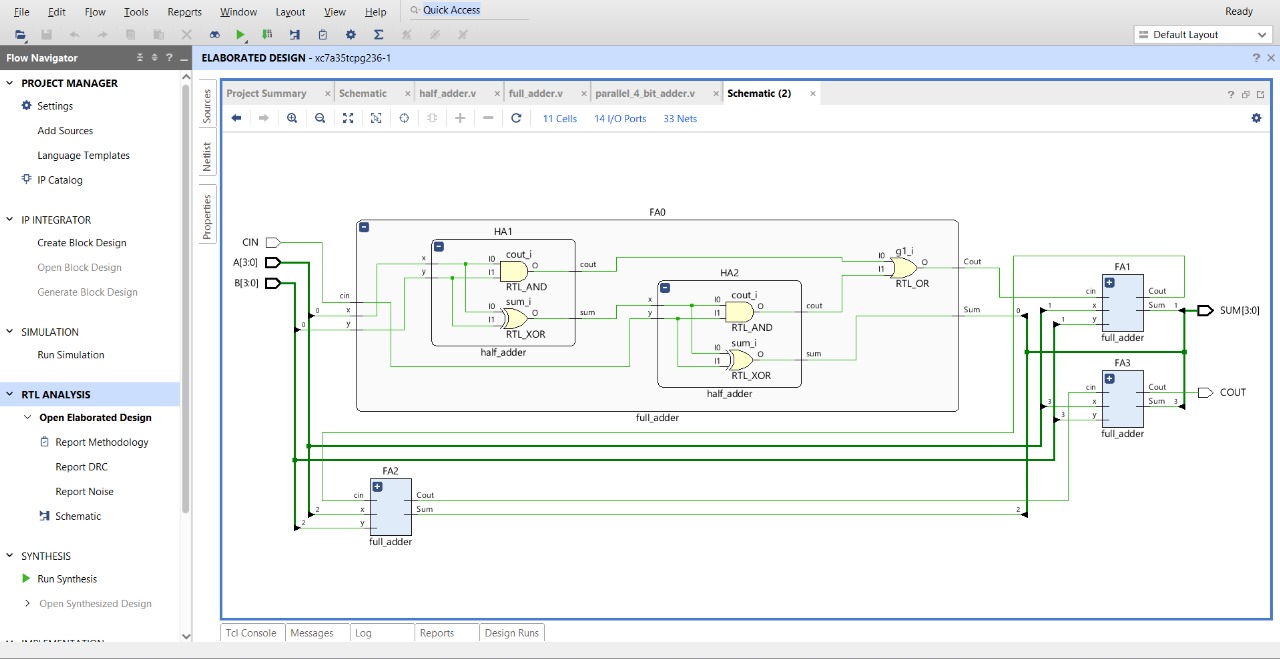 File Edit Flow Tools Reports Window Layout View Help Quick Access Ready
Default Layout
Flow Navigator ? ELABORATED DESIGN - xc7a35tcpg236-1 ?
PROJECT MANAGER
Settings
Add Sources
Language Templates
IP Catalog
IP INTEGRATOR
Create Block Design
Open Block Design
Generate Block Design
SIMULATION
Run Simulation
RTL ANALYSIS
Open Elaborated Design
Report Methodology
Report DRC
Report Noise
Schematic
SYNTHESIS
Run Synthesis
Open Synthesized Design
IMPLEMENTATION
Sources
Netlist
Properties
Project Summary Schematic half_adder.v full_adder.v parallel_4_bit_adder.v Schematic (2) ?
11 Cells 14 I/O Ports 33 Nets
CIN
A[3:0]
B[3:0]
FA0
cin
0 x
0 y
HA1
x
y
cout_i
I0
I1
O
RTL_AND
cout
sum_i
I0
I1
O
RTL_XOR
sum
half_adder
HA2
x
y
cout_i
I0
I1
O
RTL_AND
cout
sum_i
I0
I1
O
RTL_XOR
sum
half_adder
g1_i
I0
I1
O
RTL_OR
Cout
Sum 0
full_adder
FA1
cin Cout
1 x Sum 1
1 y
full_adder
SUM[3:0]
FA3
cin Cout
3 x Sum 3
3 y
full_adder
COUT
FA2
cin Cout
2 x Sum 2
2 y
full_adder
Tcl Console Messages Log Reports Design Runs